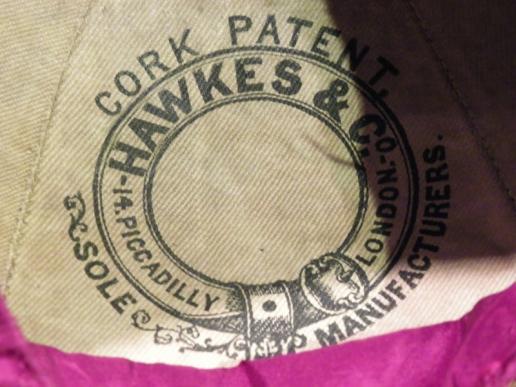 CORK PATENT,
HAWKES & Co.
14. PICCADILLY
LONDON.
SOLE MANUFACTURERS.